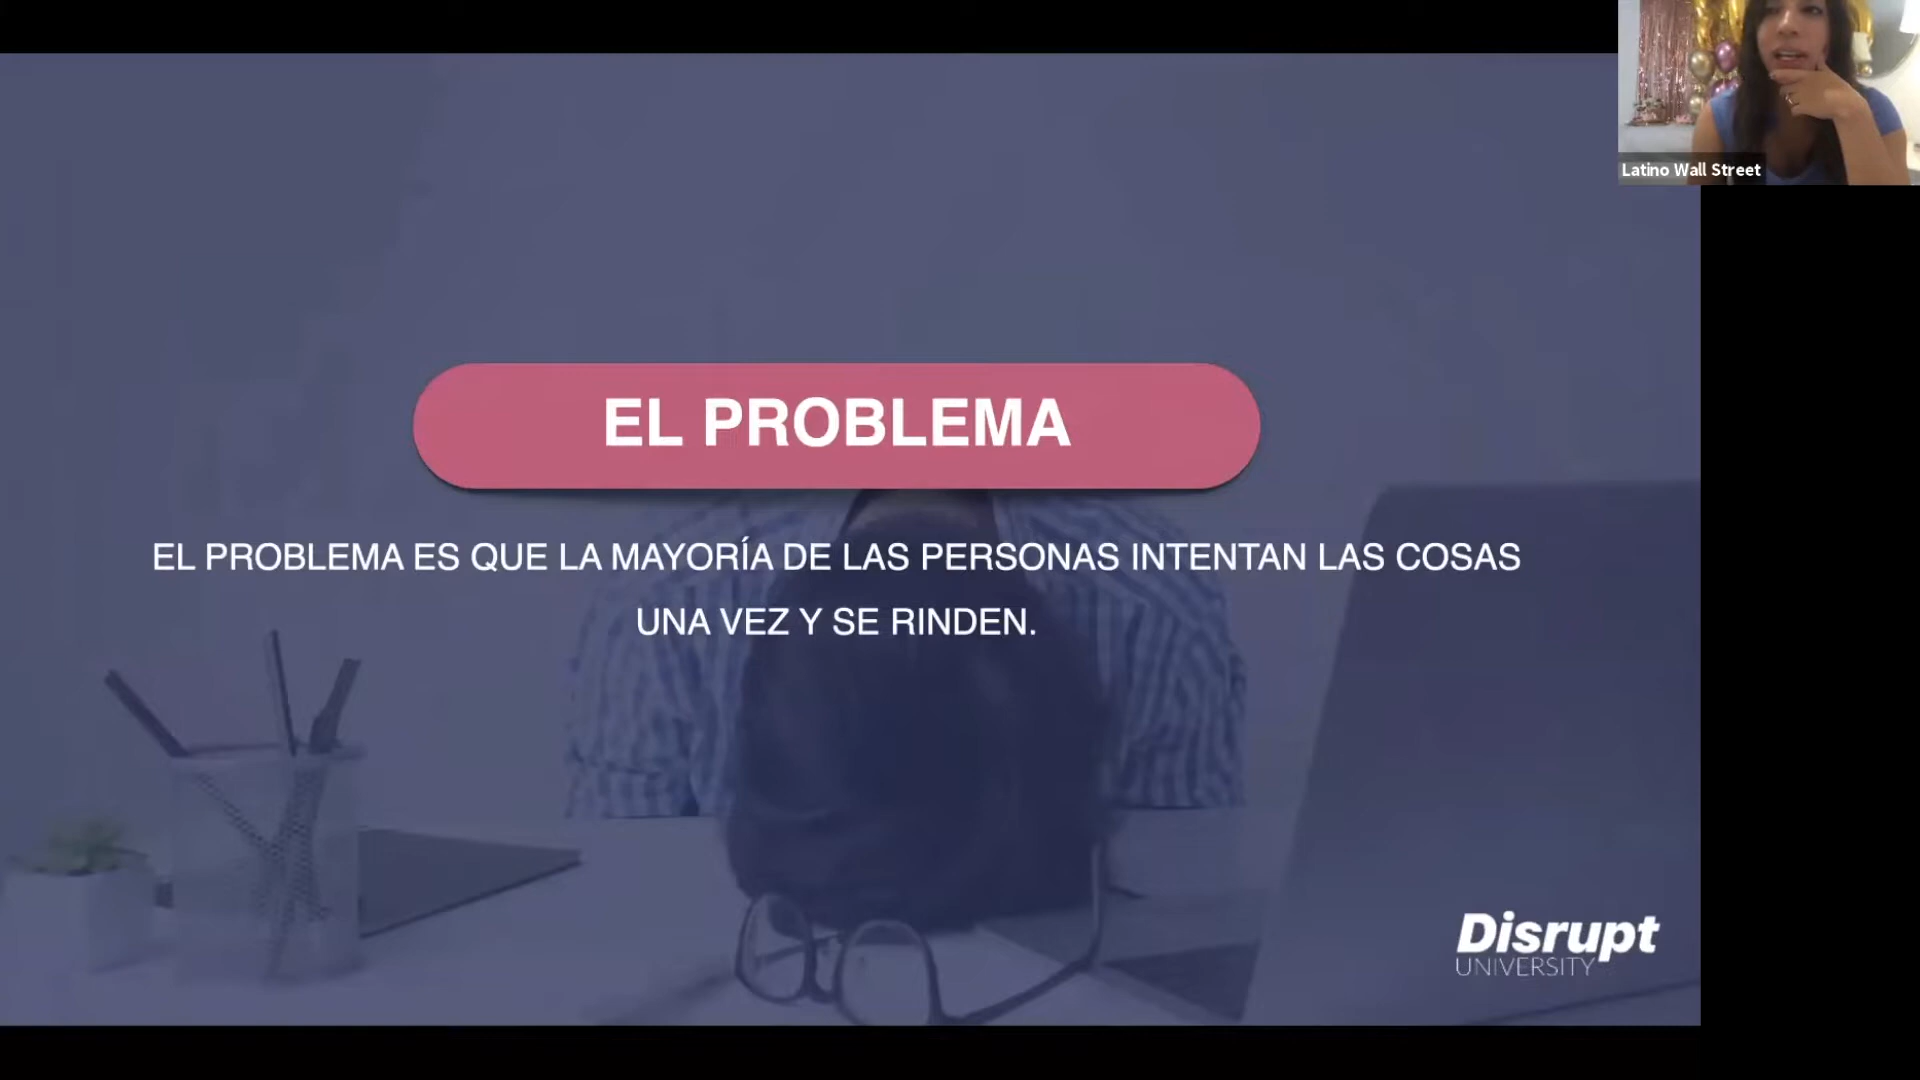 Latino Wall Street
EL PROBLEMA
EL PROBLEMA ES QUE LA MAYORÍA DE LAS PERSONAS INTENTAN LAS COSAS
UNA VEZ Y SE RINDEN.
Disrupt
UNIVERSITY